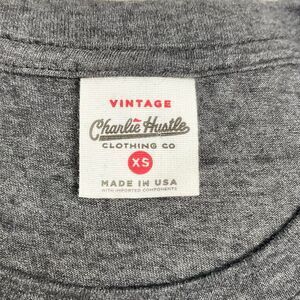 VINTAGE
Charlie Hustle
CLOTHING CO
XS
MADE IN USA
WITH IMPORTED COMPONENTS